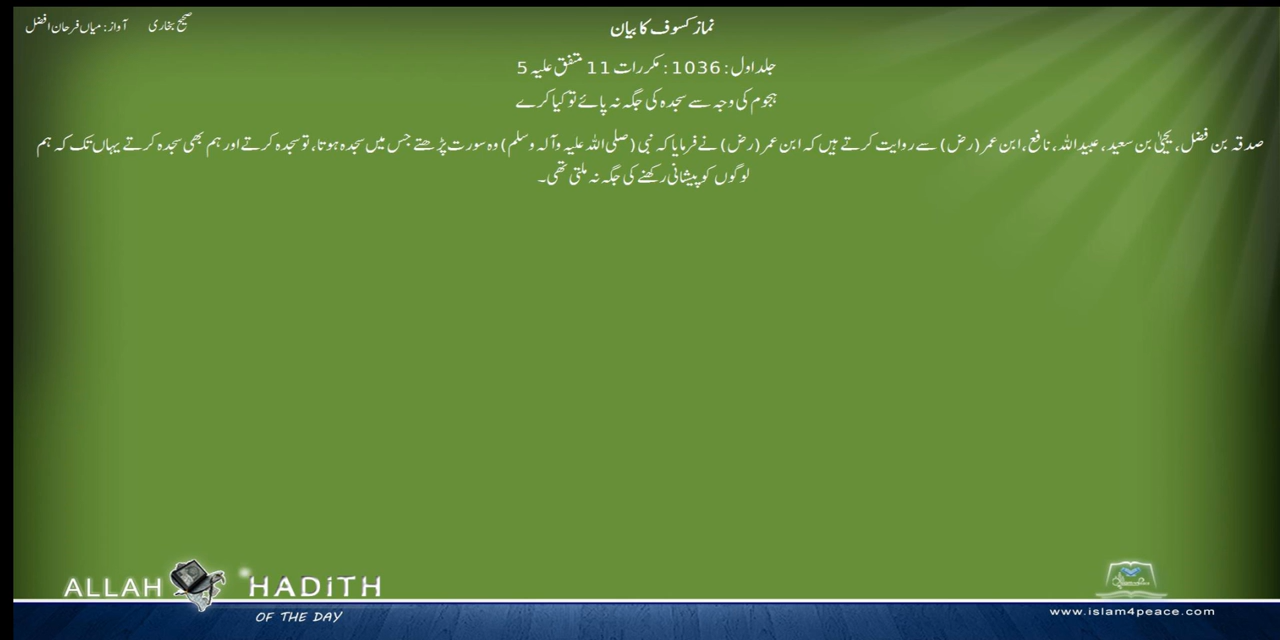 صحیح بخاری
آواز: میاں فرحان افضل
نماز کسوف کا بیان
جلد اول : 1036 : مکررات 11 متفق علیہ 5
ہجوم کی وجہ سے سجدہ کی جگہ نہ پائے تو کیا کرے
صدقہ بن فضل، یحییٰ بن سعید، عبیداللہ، نافع، ابن عمر (رض) سے روایت کرتے ہیں کہ ابن عمر (رض) نے فرمایا کہ نبی (صلی اللہ علیہ وآلہ وسلم) وہ سورت پڑھتے جس میں سجدہ ہوتا، تو سجدہ کرتے اور ہم بھی سجدہ کرتے یہاں تک کہ ہم
لوگوں کو پیشانی رکھنے کی جگہ نہ ملتی تھی۔
ALLAH HADITH
OF THE DAY
www.islam4peace.com